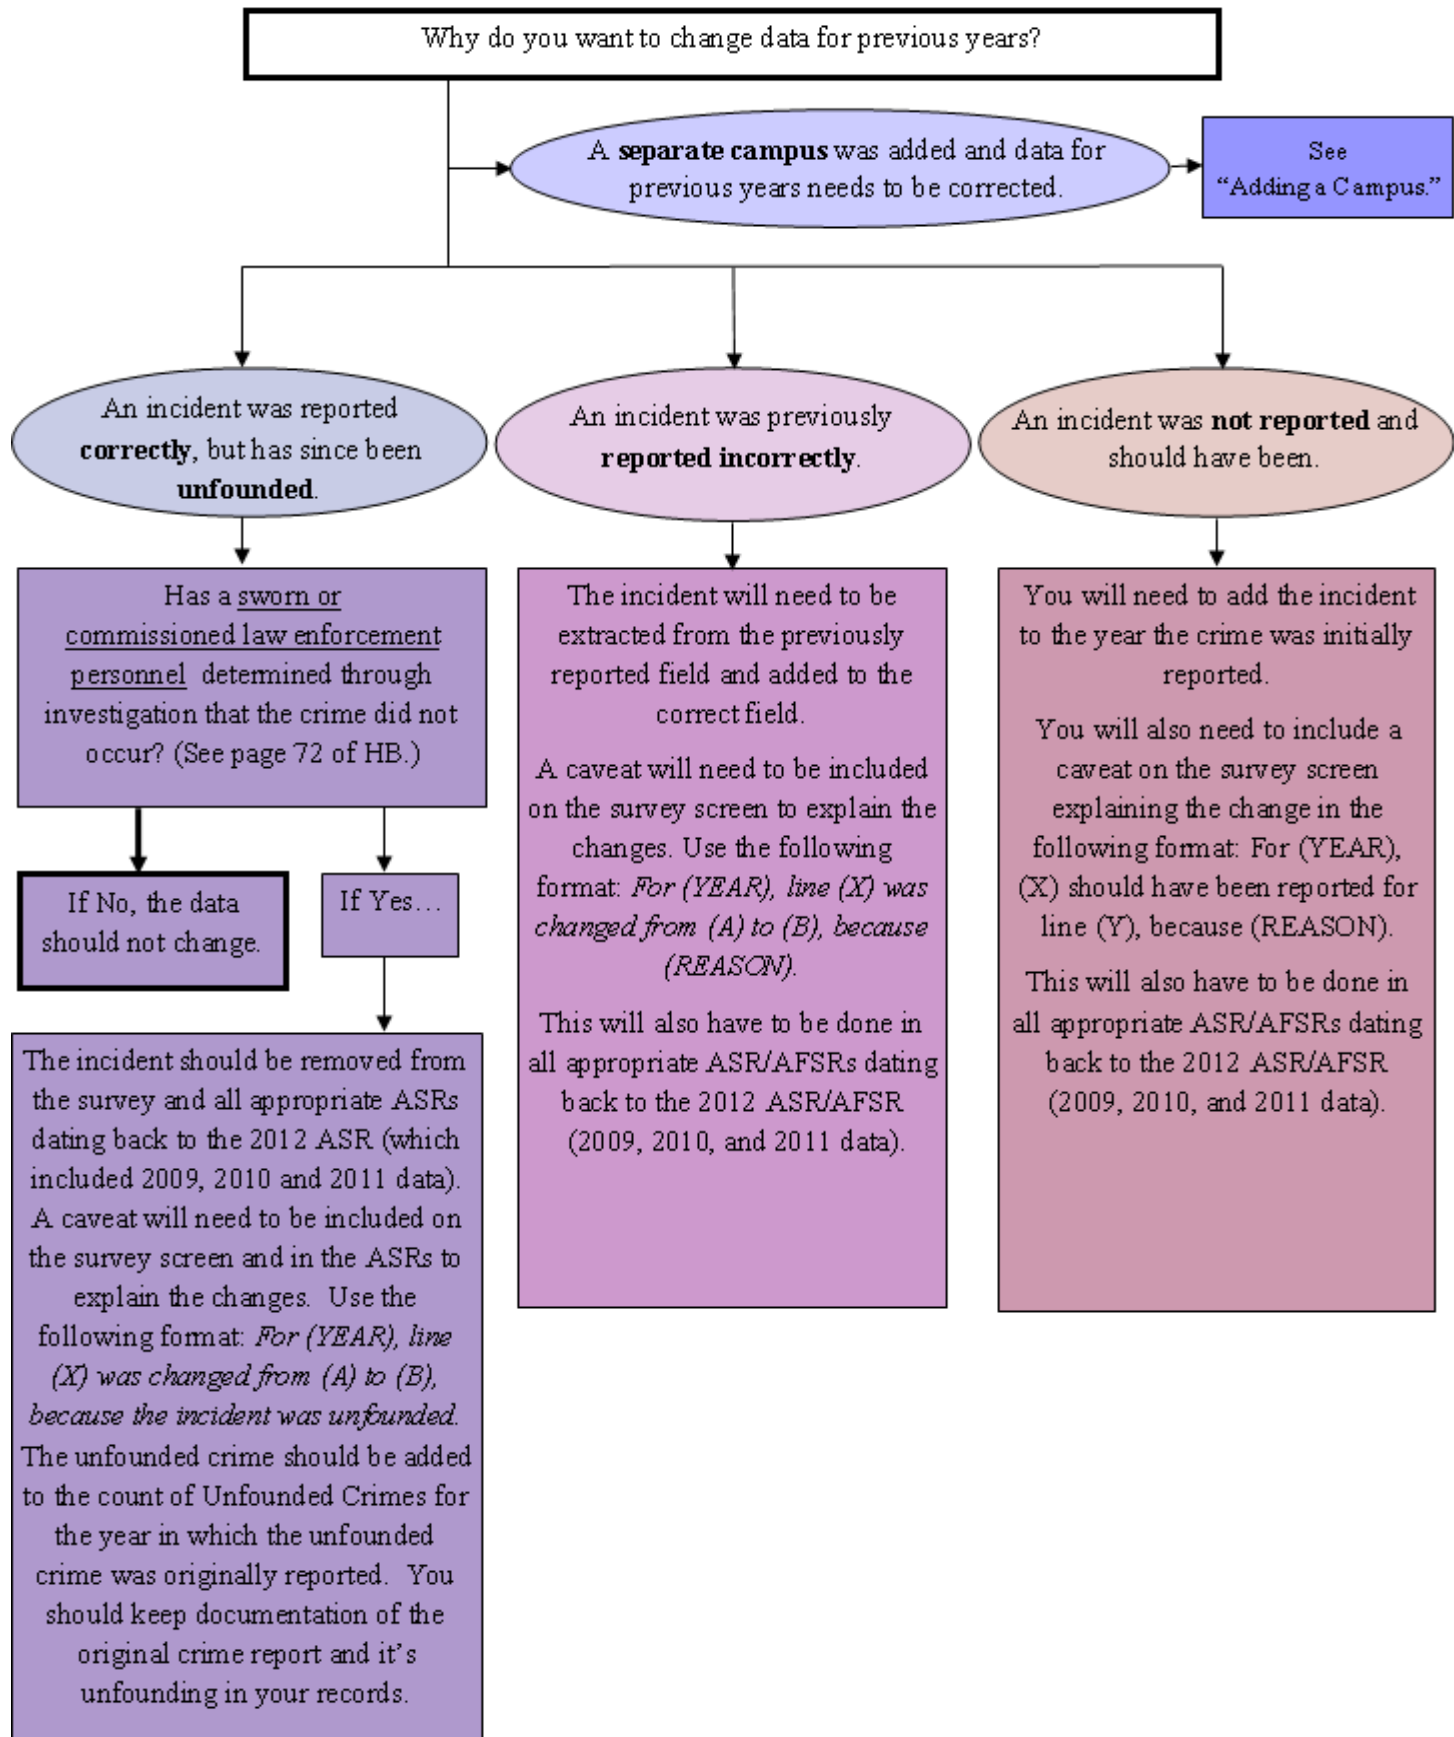 Why do you want to change data for previous years?
A separate campus was added and data for
previous years needs to be corrected.
See
“Adding a Campus.”
An incident was reported
correctly, but has since been
unfounded.
An incident was previously
reported incorrectly.
An incident was not reported and
should have been.
Has a sworn or
commissioned law enforcement
personnel determined through
investigation that the crime did not
occur? (See page 72 of HB.)
If No, the data
should not change.
If Yes...
The incident should be removed from
the survey and all appropriate ASRs
dating back to the 2012 ASR (which
included 2009, 2010 and 2011 data).
A caveat will need to be included on
the survey screen and in the ASRs to
explain the changes. Use the
following format: For (YEAR), line
(X) was changed from (A) to (B),
because the incident was unfounded.
The unfounded crime should be added
to the count of Unfounded Crimes for
the year in which the unfounded
crime was originally reported. You
should keep documentation of the
original crime report and it’s
unfounding in your records.
The incident will need to be
extracted from the previously
reported field and added to the
correct field.
A caveat will need to be included
on the survey screen to explain the
changes. Use the following
format: For (YEAR), line (X) was
changed from (A) to (B), because
(REASON).
This will also have to be done in
all appropriate ASR/AFSRs dating
back to the 2012 ASR/AFSR
(2009, 2010, and 2011 data).
You will need to add the incident
to the year the crime was initially
reported.
You will also need to include a
caveat on the survey screen
explaining the change in the
following format: For (YEAR),
(X) should have been reported for
line (Y), because (REASON).
This will also have to be done in
all appropriate ASR/AFSRs dating
back to the 2012 ASR/AFSR
(2009, 2010, and 2011 data).